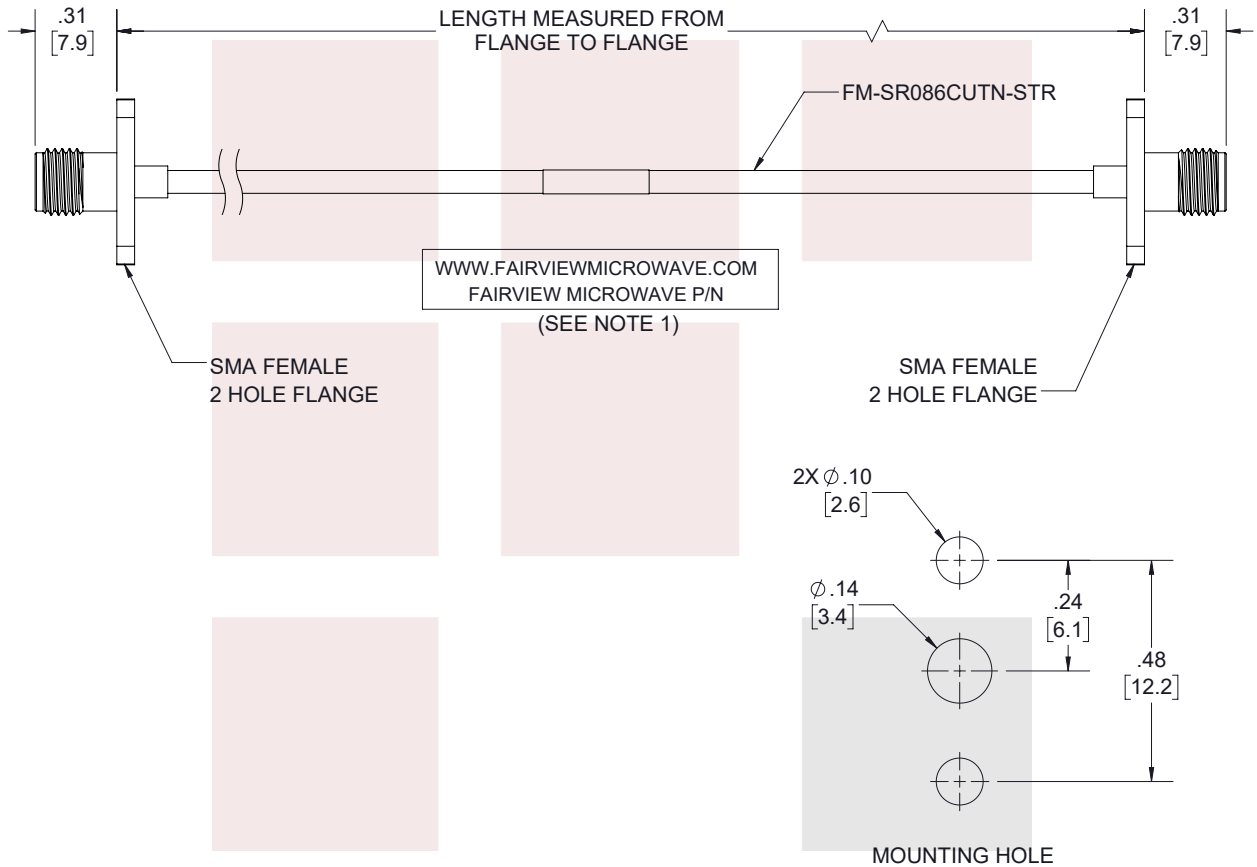 .31
[7.9]
LENGTH MEASURED FROM
FLANGE TO FLANGE
.31
[7.9]
FM-SR086CUTN-STR
WWW.FAIRVIEWMICROWAVE.COM
FAIRVIEW MICROWAVE P/N
(SEE NOTE 1)
SMA FEMALE
2 HOLE FLANGE
SMA FEMALE
2 HOLE FLANGE
2X ∅ .10
[2.6]
∅ .14
[3.4]
.24
[6.1]
.48
[12.2]
MOUNTING HOLE